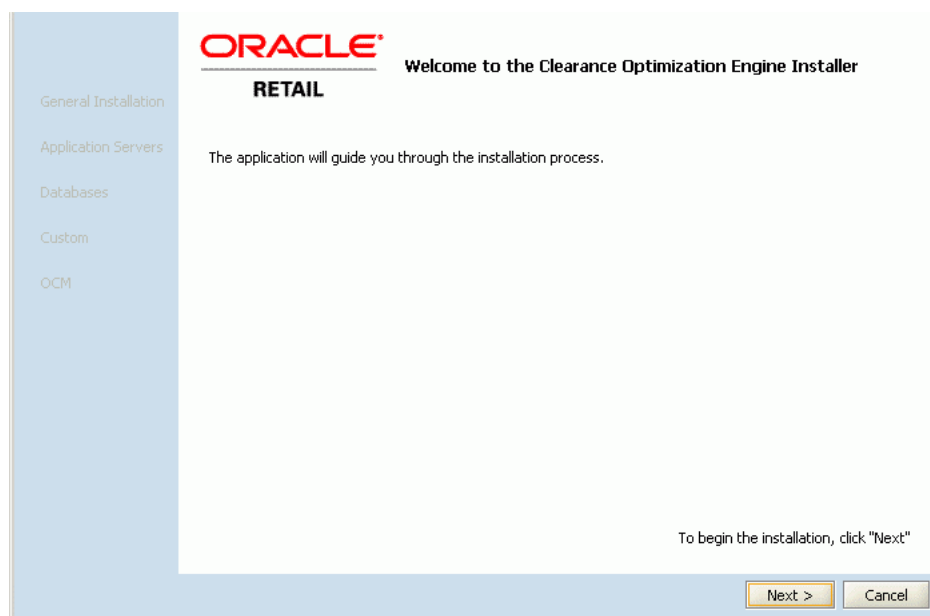 ORACLE®
RETAIL
Welcome to the Clearance Optimization Engine Installer
General Installation
Application Servers
Databases
Custom
OCM
The application will guide you through the installation process.
To begin the installation, click "Next"
Next >
Cancel